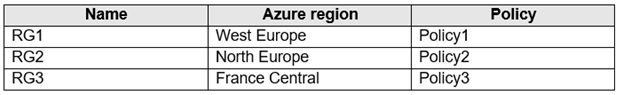 Name Azure region Policy
RG1 West Europe Policy1
RG2 North Europe Policy2
RG3 France Central Policy3